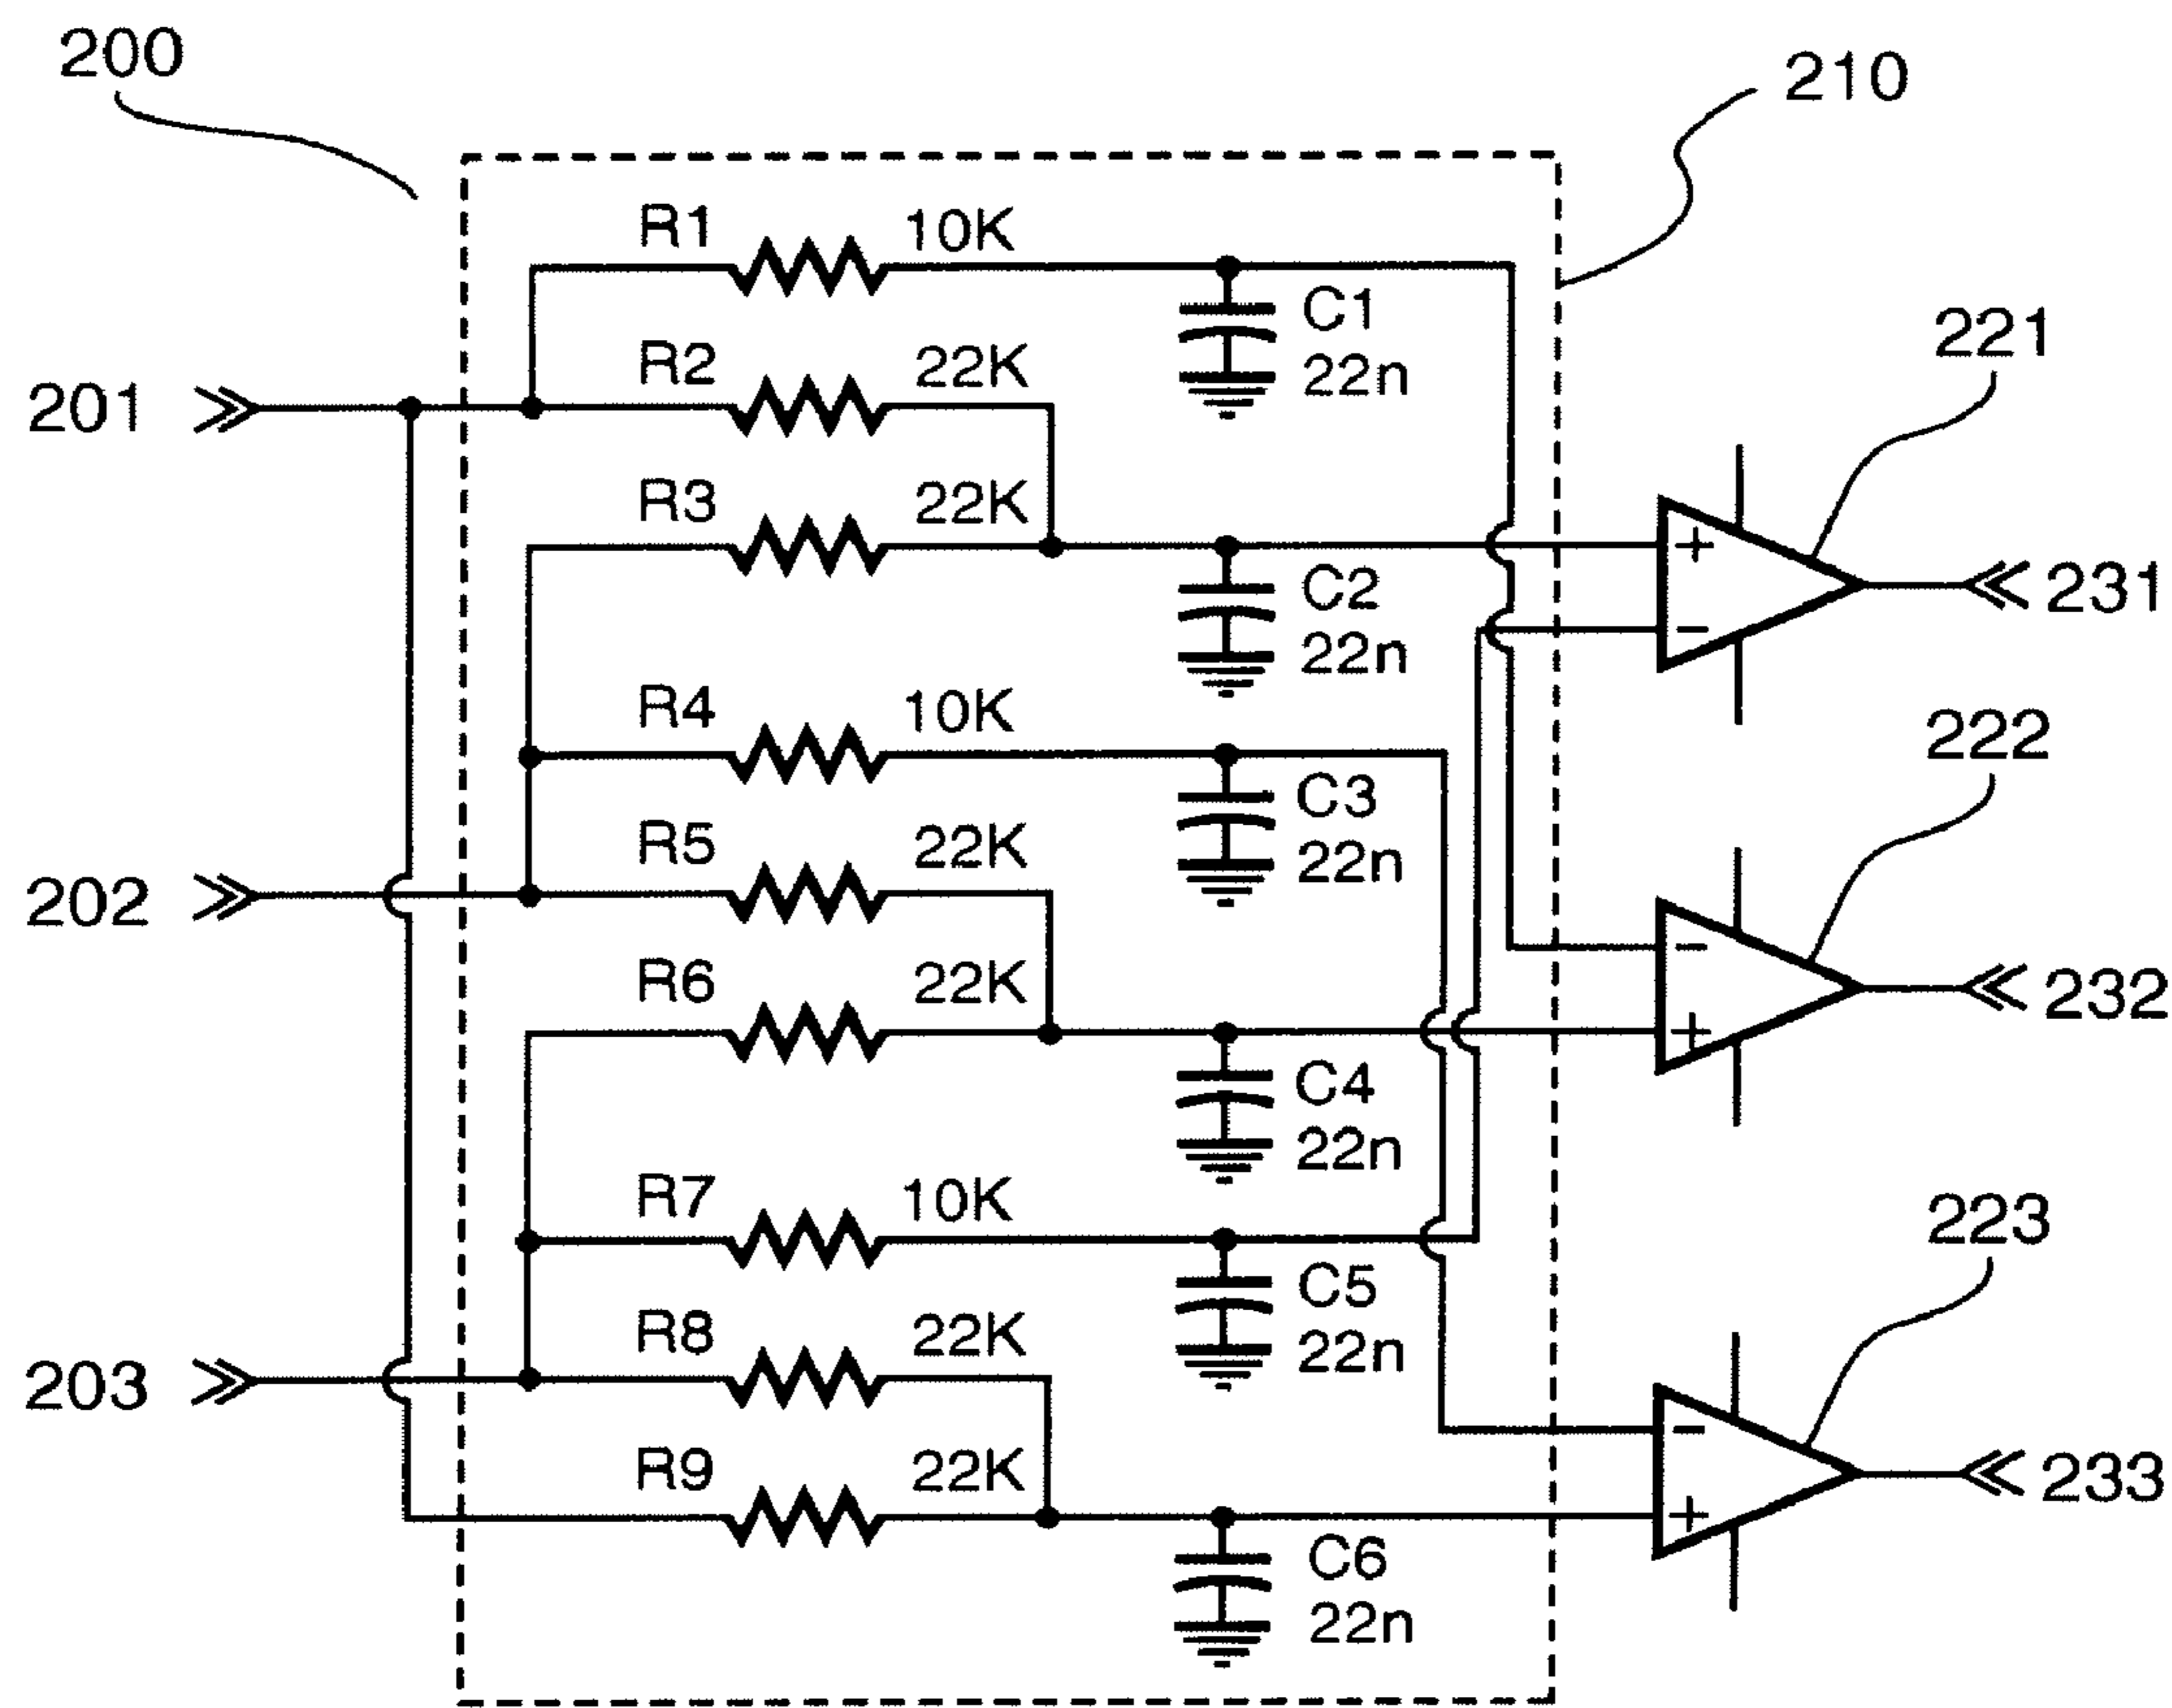 200
210
R1 10K
C1
22n
221
R2 22K
201
R3 22K
+
C2
22n
231
−
R4 10K
222
C3
22n
R5 22K
202
−
R6 22K
232
+
C4
22n
R7 10K
223
C5
22n
R8 22K
203
−
R9 22K
233
+
C6
22n